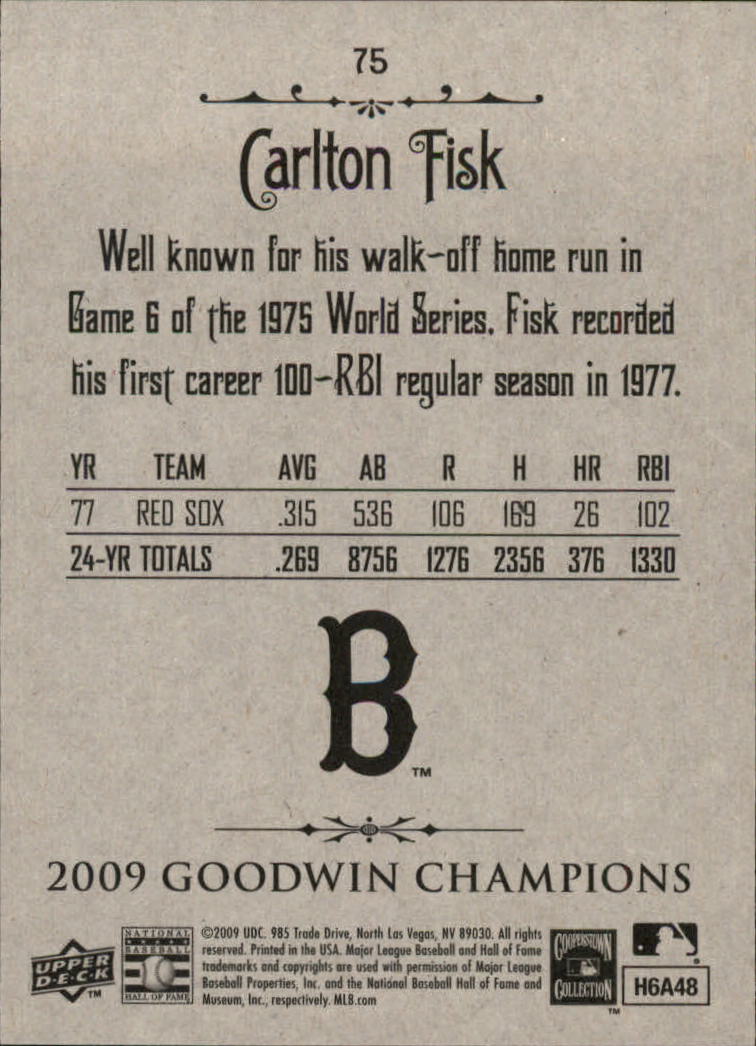 75
Carlton Fisk
Well known for his walk-off home run in
Game 6 of the 1975 World Series, Fisk recorded
his first career 100-RBI regular season in 1977.
YR TEAM AVG AB R H HR RBI
77 RED SOX .315 536 106 169 26 102
24-YR TOTALS .269 8756 1276 2356 376 1330
B
TM
2009 GOODWIN CHAMPIONS
UPPER
D·E·C·K
TM
NATIONAL
BASEBALL
HALL OF FAME
©2009 UDC. 985 Trade Drive, North Las Vegas, NV 89030. All rights
reserved. Printed in the USA. Major League Baseball and Hall of Fame
trademarks and copyrights are used with permission of Major League
Baseball Properties, Inc. and the National Baseball Hall of Fame and
Museum, Inc., respectively. MLB.com
COOPERSTOWN
COLLECTION
TM
H6A48